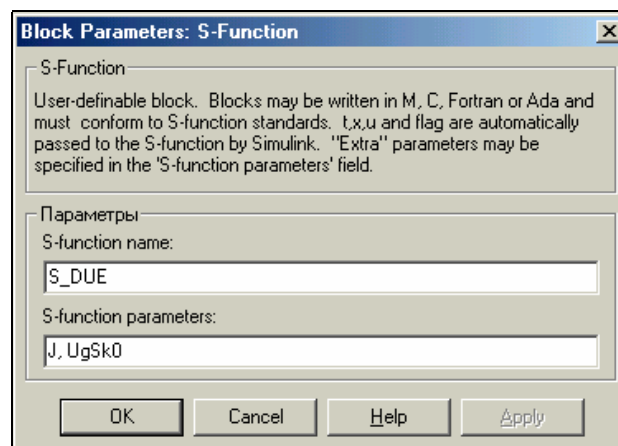 Block Parameters: S-Function
S-Function
User-definable block.  Blocks may be written in M, C, Fortran or Ada and
must  conform to S-function standards.  t,x,u and flag are automatically
passed to the S-function by Simulink.  "Extra" parameters may be
specified in the 'S-function parameters' field.
Параметры
S-function name:
S_DUE
S-function parameters:
J, UgSk0
OK
Cancel
Help
Apply